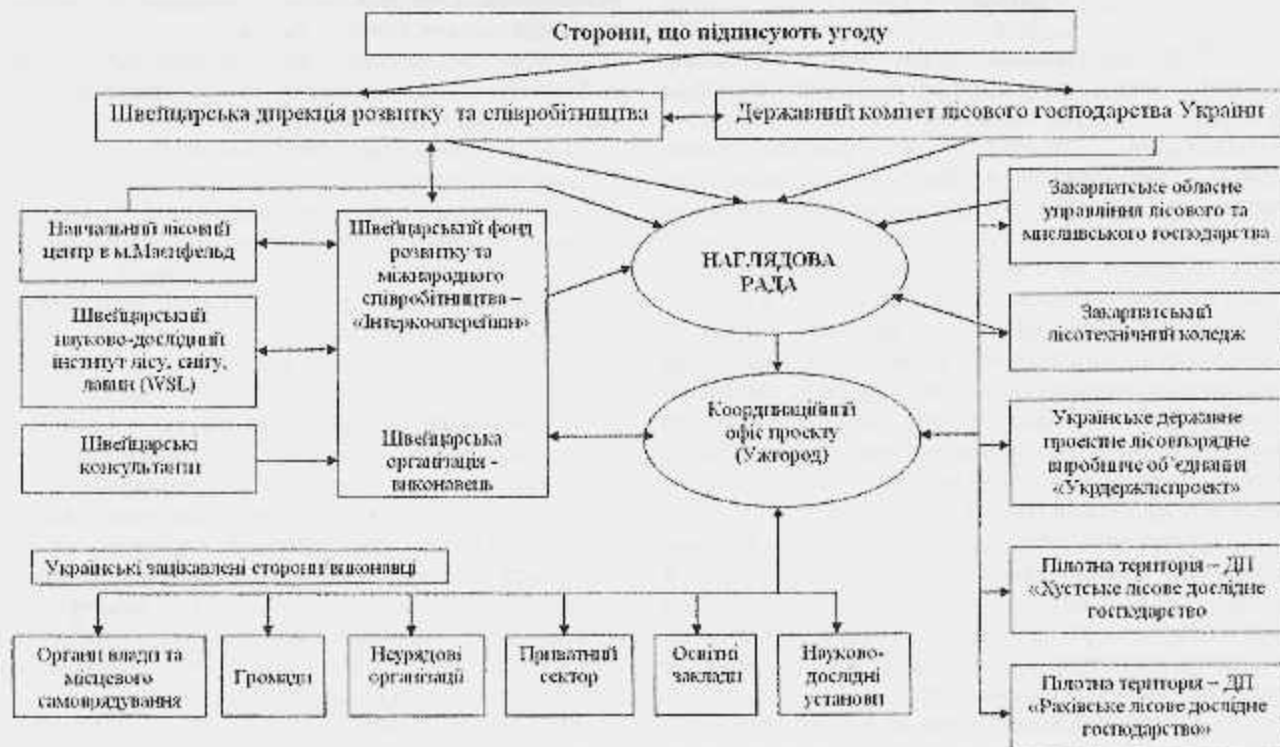 Сторони, що підписують угоду
Швейцарська дирекція розвитку та співробітництва
Державний комітет лісового господарства України
Навчальний лісовий
центр в м.Маєнфельд
Швейцарський
науково-дослідний
інститут лісу, снігу,
лавин (WSL)
Швейцарські
консультанти
Швейцарський фонд
розвитку та
міжнародного
співробітництва –
«Інтеркооперейшн»
Швейцарська
організація -
виконавець
НАГЛЯДОВА
РАДА
Координаційний
офіс проекту
(Ужгород)
Закарпатське обласне
управління лісового та
мисливського господарства
Закарпатський
лісотехнічний коледж
Українське державне
проектне лісовпорядне
виробниче об´єднання
«Укрдержліспроект»
Пілотна територія – ДП
«Хустське лісове дослідне
господарство
Пілотна територія – ДП
«Рахівське лісове дослідне
господарство»
Українські зацікавлені сторони виконавці
Органи влади та
місцевого
самоврядування
Громади
Неурядові
організації
Приватний
сектор
Освітні
заклади
Науково-
дослідні
установи